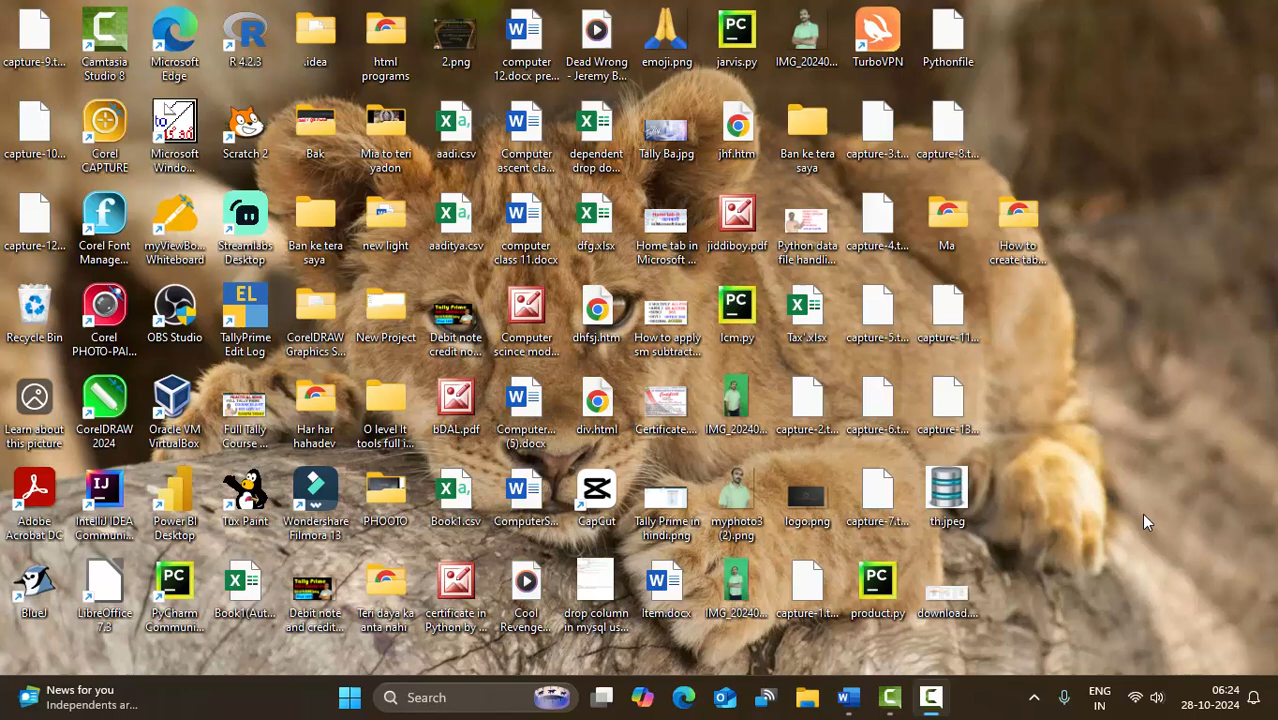 capture-9.t...
Camtasia
Studio 8
Microsoft
Edge
R 4.2.3
.idea
html
programs
2.png
computer
12.docx pre...
Dead Wrong
- Jeremy B...
emoji.png
jarvis.py
IMG_20240...
TurboVPN
Pythonfile
capture-10...
Corel
CAPTURE
Microsoft
Windo...
Scratch 2
Bak
Mia to teri
yadon
aadi.csv
Computer
ascent cla...
dependent
drop do...
Tally Ba.jpg
jhf.htm
Ban ke tera
saya
capture-3.t...
capture-8.t...
capture-12...
Corel Font
Manage...
myViewBo...
Whiteboard
Streamlabs
Desktop
Ban ke tera
saya
new light
aaditya.csv
computer
class 11.docx
dfg.xlsx
Home tab in
Microsoft ...
jiddiboy.pdf
Python data
file handli...
capture-4.t...
Ma
How to
create tab...
Recycle Bin
Corel
PHOTO-PAI...
OBS Studio
EL
TallyPrime
Edit Log
CorelDRAW
Graphics S...
New Project
Debit note
credit no...
Computer
scince mod...
dhfsj.htm
How to apply
sm subtract...
lcm.py
Tax .xlsx
capture-5.t...
capture-11...
Learn about
this picture
CorelDRAW
2024
Oracle VM
VirtualBox
Full Tally
Course ...
Har har
hahadev
O level It
tools full i...
bDAL.pdf
Computer...
(5).docx
div.html
Certificate....
IMG_20240...
capture-2.t...
capture-6.t...
capture-13...
Adobe
Acrobat DC
IntelliJ IDEA
Communi...
Power BI
Desktop
Tux Paint
Wondershare
Filmora 13
PHOOTO
Book1.csv
ComputerS...
CapCut
Tally Prime in
hindi.png
myphoto3
(2).png
logo.png
capture-7.t...
th.jpeg
BlueJ
LibreOffice
7.3
PyCharm
Communi...
Book1(Aut...
Debit note
and credit...
Teri daya ka
anta nahi
certificate in
Python by ...
Cool
Revenge...
drop column
in mysql us...
Item.docx
IMG_20240...
capture-1.t...
product.py
download....
News for you
Independents ar...
Search
ENG
IN
06:24
28-10-2024